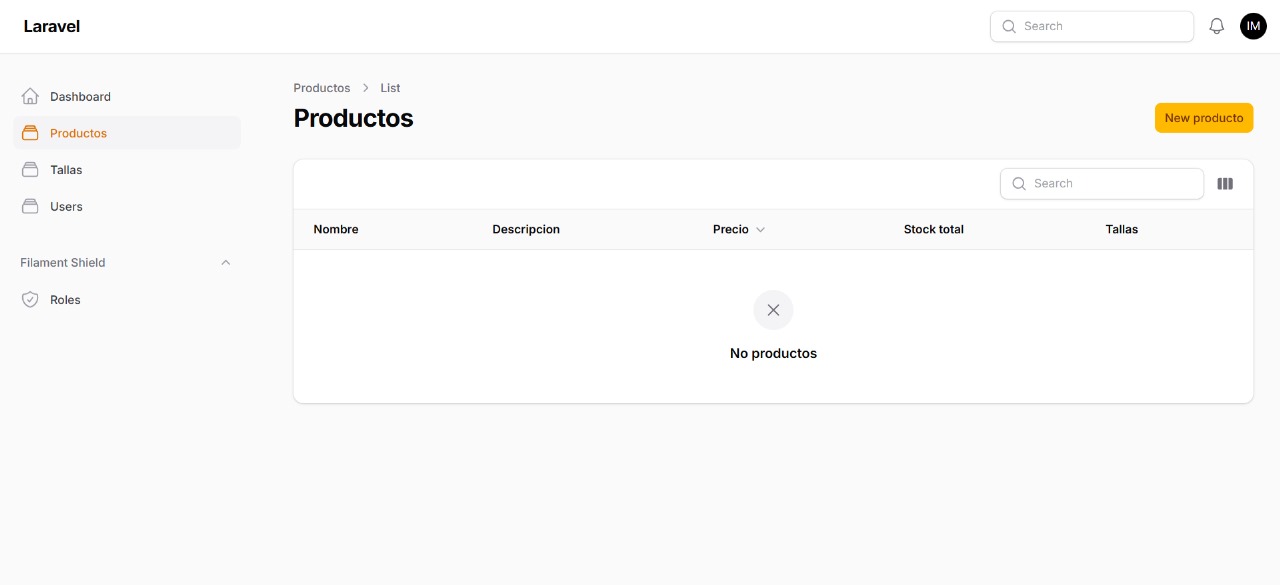 Laravel
Search
IM
Dashboard
Productos
Tallas
Users
Filament Shield
Roles
Productos > List
Productos
New producto
Search
Nombre Descripcion Precio Stock total Tallas
No productos